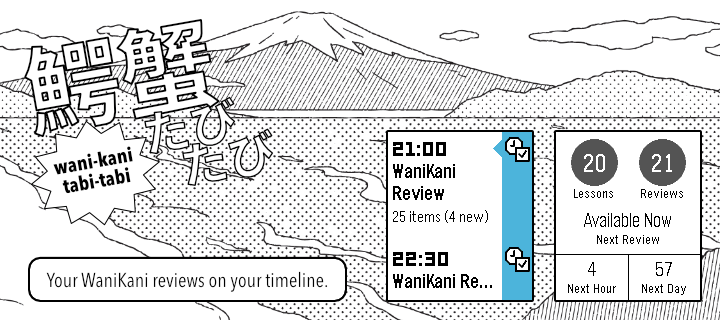 鰐蟹
たび
たび
wani-kani
tabi-tabi
Your WaniKani reviews on your timeline.
21:00
WaniKani
Review
25 items (4 new)
22:30
WaniKani Re...
20 21
Lessons Reviews
Available Now
Next Review
4 57
Next Hour Next Day